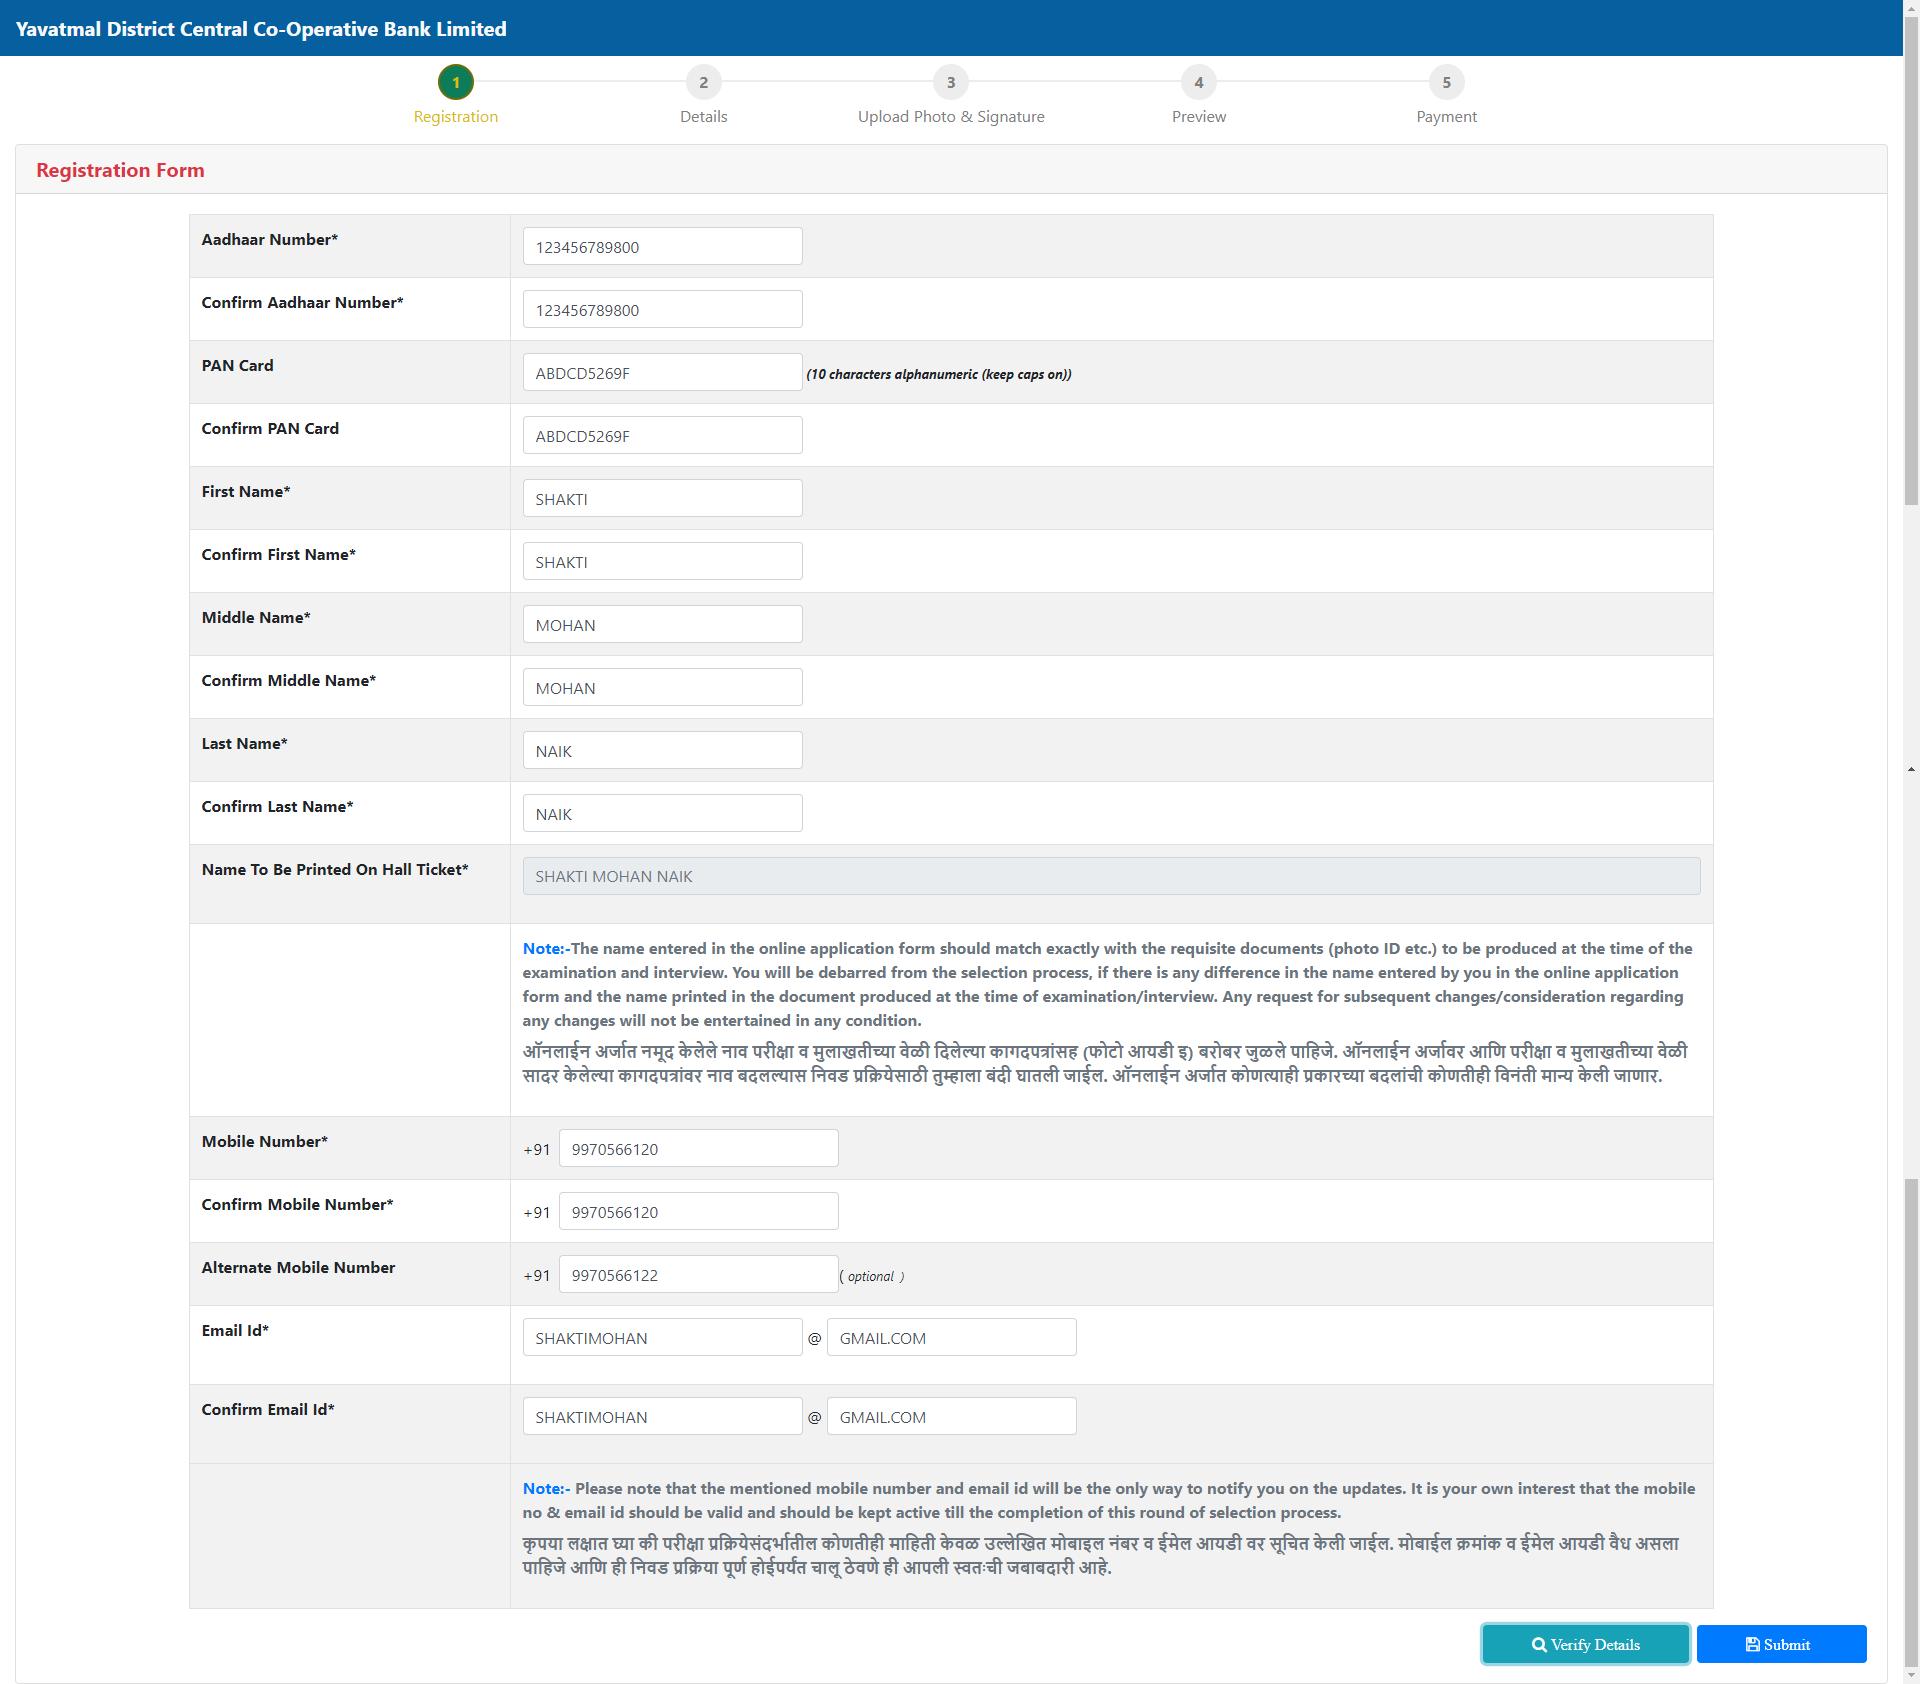 Yavatmal District Central Co-Operative Bank Limited
1
2
3
4
5
Registration
Details
Upload Photo & Signature
Preview
Payment
Registration Form
Aadhaar Number*
123456789800
Confirm Aadhaar Number*
123456789800
PAN Card
ABDCD5269F (10 characters alphanumeric (keep caps on))
Confirm PAN Card
ABDCD5269F
First Name*
SHAKTI
Confirm First Name*
SHAKTI
Middle Name*
MOHAN
Confirm Middle Name*
MOHAN
Last Name*
NAIK
Confirm Last Name*
NAIK
Name To Be Printed On Hall Ticket*
SHAKTI MOHAN NAIK
Note:-The name entered in the online application form should match exactly with the requisite documents (photo ID etc.) to be produced at the time of the
examination and interview. You will be debarred from the selection process, if there is any difference in the name entered by you in the online application
form and the name printed in the document produced at the time of examination/interview. Any request for subsequent changes/consideration regarding
any changes will not be entertained in any condition.
ऑनलाईन अर्जात नमूद केलेले नाव परीक्षा व मुलाखतीच्या वेळी दिलेल्या कागदपत्रांसह (फोटो आयडी इ) बरोबर जुळले पाहिजे. ऑनलाईन अर्जावर आणि परीक्षा व मुलाखतीच्या वेळी
सादर केलेल्या कागदपत्रांवर नाव बदलल्यास निवड प्रक्रियेसाठी तुम्हाला बंदी घातली जाईल. ऑनलाईन अर्जात कोणत्याही प्रकारच्या बदलांची कोणतीही विनंती मान्य केली जाणार.
Mobile Number*
+91 9970566120
Confirm Mobile Number*
+91 9970566120
Alternate Mobile Number
+91 9970566122 ( optional )
Email Id*
SHAKTIMOHAN @ GMAIL.COM
Confirm Email Id*
SHAKTIMOHAN @ GMAIL.COM
Note:- Please note that the mentioned mobile number and email id will be the only way to notify you on the updates. It is your own interest that the mobile
no & email id should be valid and should be kept active till the completion of this round of selection process.
कृपया लक्षात घ्या की परीक्षा प्रक्रियेसंदर्भातील कोणतीही माहिती केवळ उल्लेखित मोबाइल नंबर व ईमेल आयडी वर सूचित केली जाईल. मोबाईल क्रमांक व ईमेल आयडी वैध असला
पाहिजे आणि ही निवड प्रक्रिया पूर्ण होईपर्यंत चालू ठेवणे ही आपली स्वतःची जबाबदारी आहे.
Verify Details
Submit